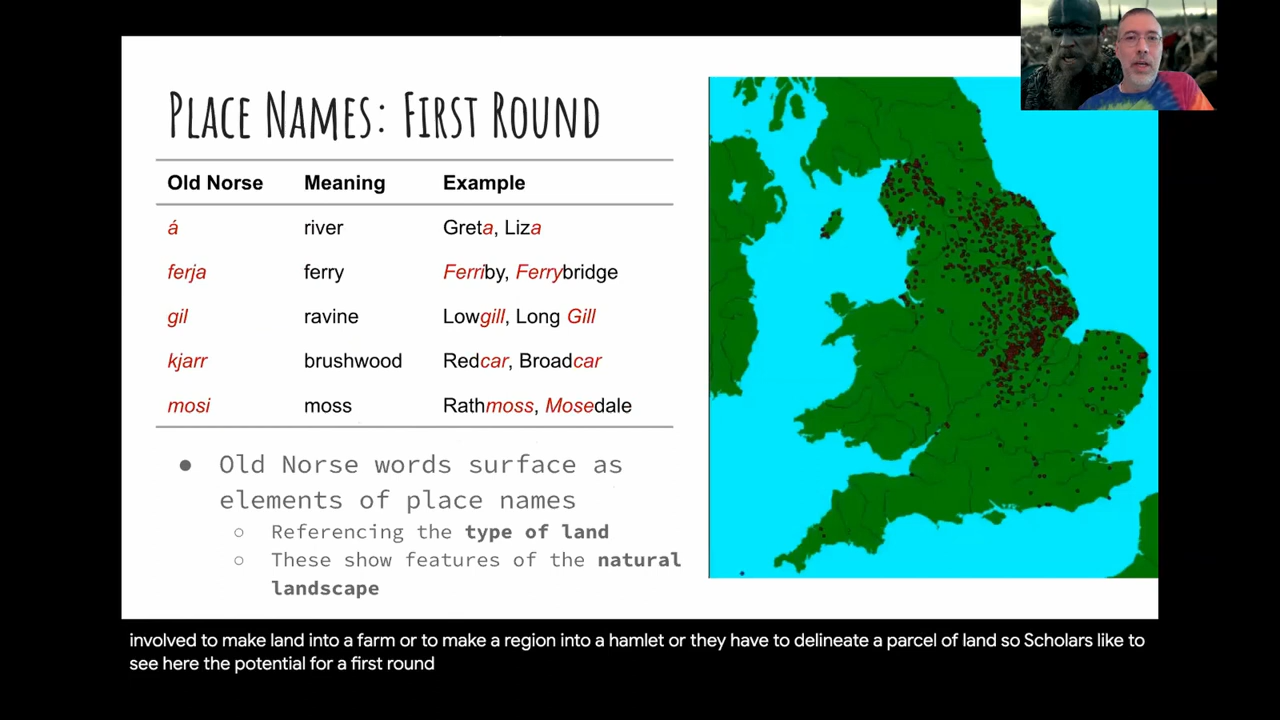 PLACE NAMES: FIRST ROUND
Old Norse Meaning Example
á river Greta, Liza
ferja ferry Ferriby, Ferrybridge
gil ravine Lowgill, Long Gill
kjarr brushwood Redcar, Broadcar
mosi moss Rathmoss, Mosedale
● Old Norse words surface as
elements of place names
○ Referencing the type of land
○ These show features of the natural
landscape
involved to make land into a farm or to make a region into a hamlet or they have to delineate a parcel of land so Scholars like to
see here the potential for a first round